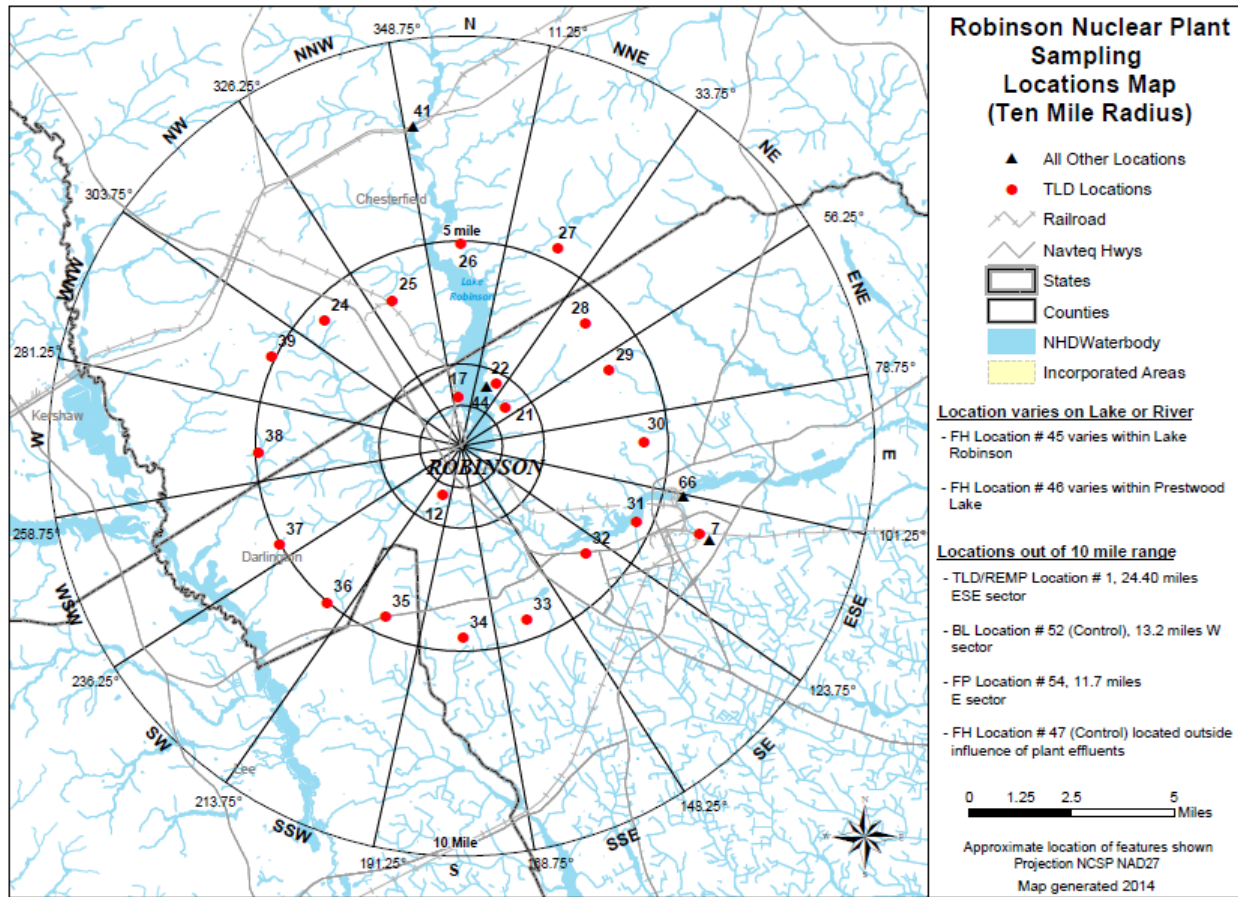 N
348.75°
11.25°
NNW
NNE
326.25°
33.75°
NW
NE
303.75°
56.25°
WNW
ENE
281.25°
78.75°
W
E
258.75°
101.25°
WSW
ESE
236.25°
123.75°
SW
SE
213.75°
148.25°
SSW
SSE
191.25°
168.75°
10 Mile
S
41
Chesterfield
5 mile
27
26
Lake
Robinson
25
24
28
39
29
22
17
44
21
Kershaw
38
30
ROBINSON
66
12
31
7
37
Darlington
32
36
35
33
34
Lee
Robinson Nuclear Plant
Sampling
Locations Map
(Ten Mile Radius)
All Other Locations
TLD Locations
Railroad
Navteq Hwys
States
Counties
NHDWaterbody
Incorporated Areas
Location varies on Lake or River
- FH Location # 45 varies within Lake
Robinson
- FH Location # 46 varies within Prestwood
Lake
Locations out of 10 mile range
- TLD/REMP Location # 1, 24.40 miles
ESE sector
- BL Location # 52 (Control), 13.2 miles W
sector
- FP Location # 54, 11.7 miles
E sector
- FH Location # 47 (Control) located outside
influence of plant effluents
0 1.25 2.5 5
Miles
N
W E
S
Approximate location of features shown
Projection NCSP NAD27
Map generated 2014